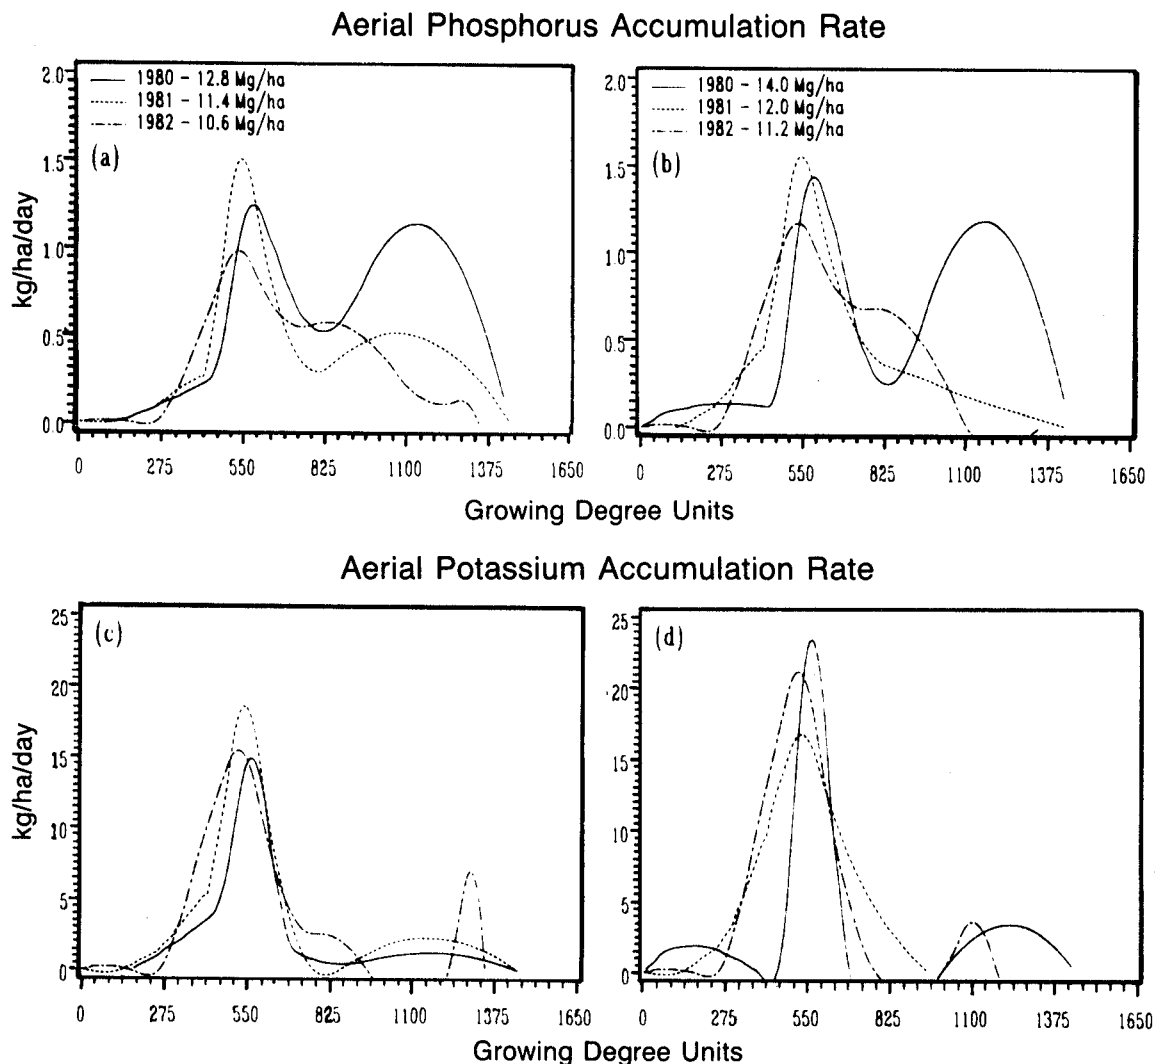 Aerial Phosphorus Accumulation Rate
1980 - 12.8 Mg/ha
1981 - 11.4 Mg/ha
1982 - 10.6 Mg/ha
(a)
2.0
1.5
1.0
0.5
0.0
kg/ha/day
0 275 550 825 1100 1375 1650
1980 - 14.0 Mg/ha
1981 - 12.0 Mg/ha
1982 - 11.2 Mg/ha
(b)
2.0
1.5
1.0
0.5
0.0
0 275 550 825 1100 1375 1650
Growing Degree Units
Aerial Potassium Accumulation Rate
(c)
25
20
15
10
5
0
kg/ha/day
0 275 550 825 1100 1375 1650
(d)
25
20
15
10
5
0
0 275 550 825 1100 1375 1650
Growing Degree Units